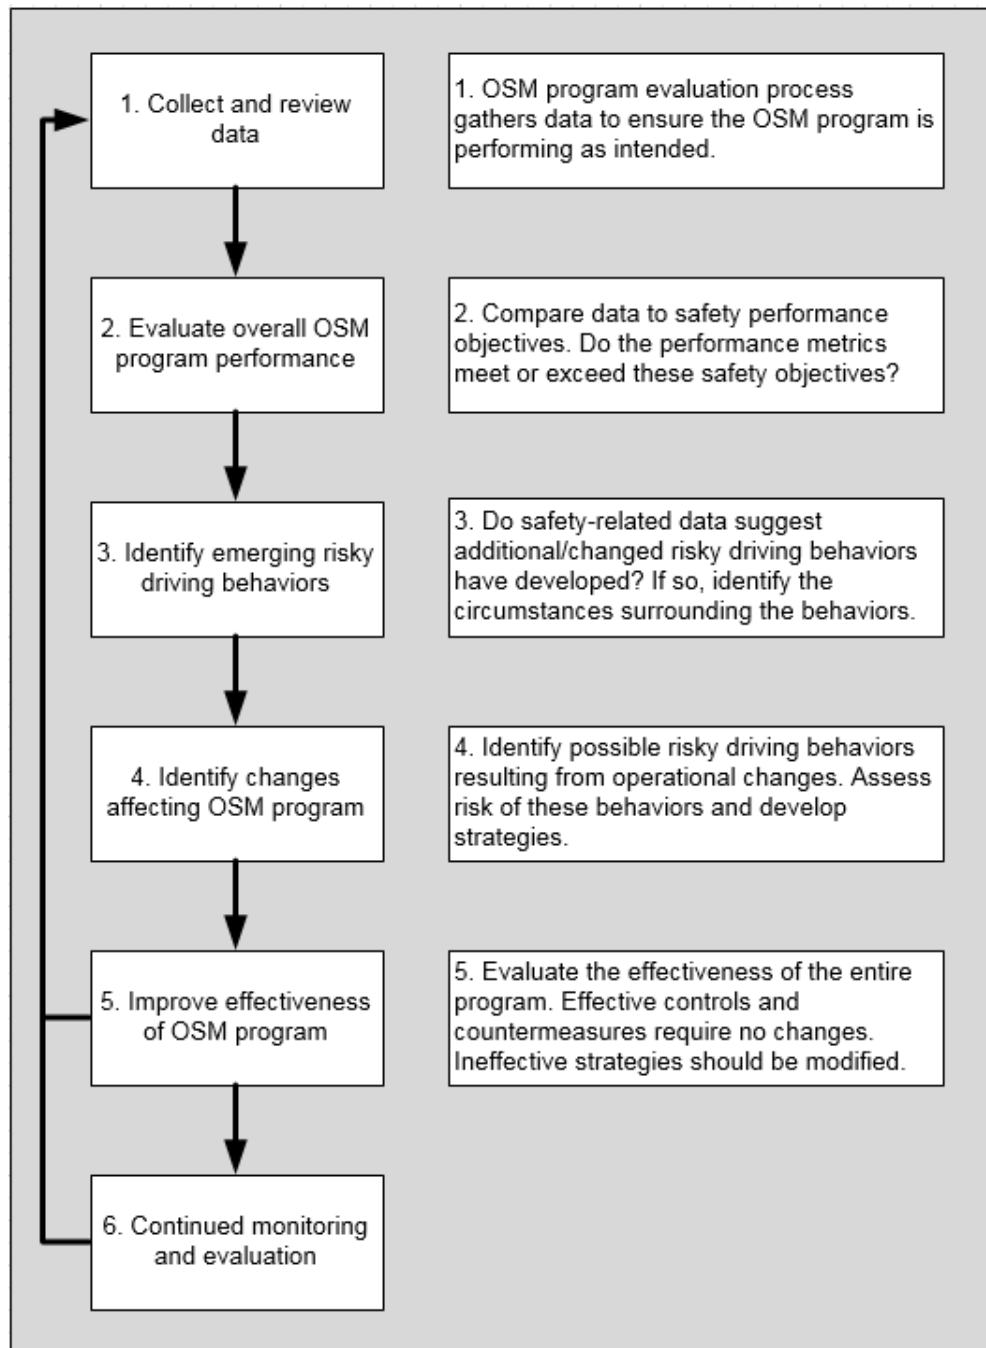 1. Collect and review
data
1. OSM program evaluation process
gathers data to ensure the OSM program is
performing as intended.
2. Evaluate overall OSM
program performance
2. Compare data to safety performance
objectives. Do the performance metrics
meet or exceed these safety objectives?
3. Identify emerging risky
driving behaviors
3. Do safety-related data suggest
additional/changed risky driving behaviors
have developed? If so, identify the
circumstances surrounding the behaviors.
4. Identify changes
affecting OSM program
4. Identify possible risky driving behaviors
resulting from operational changes. Assess
risk of these behaviors and develop
strategies.
5. Improve effectiveness
of OSM program
5. Evaluate the effectiveness of the entire
program. Effective controls and
countermeasures require no changes.
Ineffective strategies should be modified.
6. Continued monitoring
and evaluation